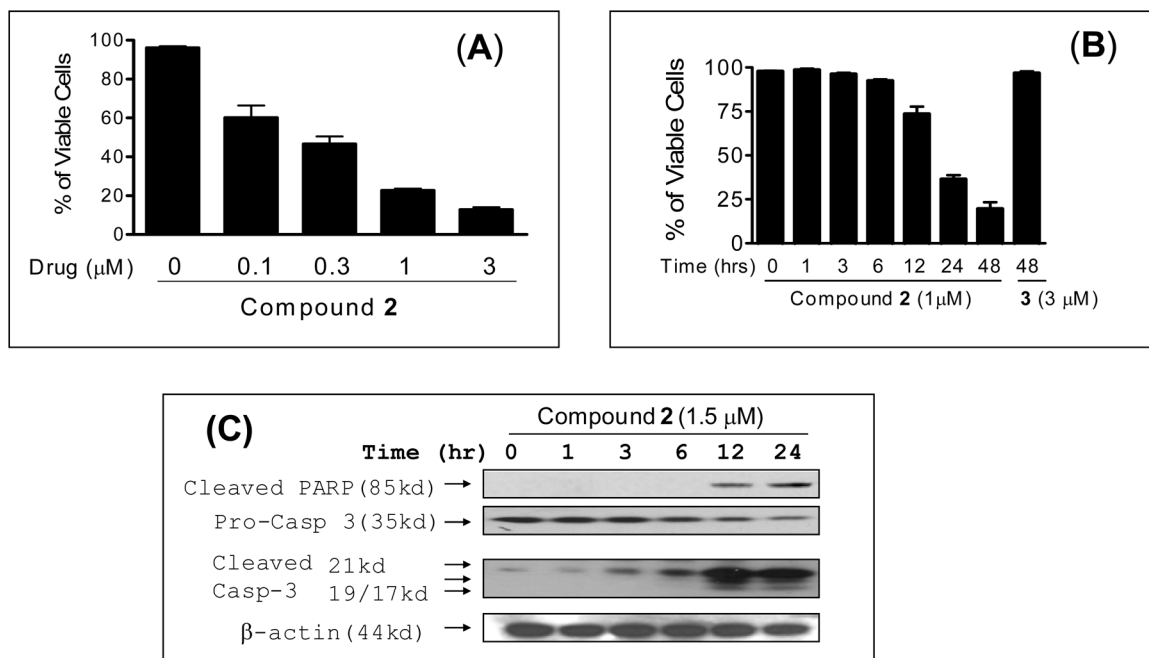 (A)
% of Viable Cells
100
80
60
40
20
0
Drug (µM) 0 0.1 0.3 1 3
Compound 2
(B)
% of Viable Cells
100
75
50
25
0
Time (hrs) 0 1 3 6 12 24 48 48
Compound 2 (1µM) 3 (3 µM)
(C)
Compound 2 (1.5 µM)
Time (hr) 0 1 3 6 12 24
Cleaved PARP(85kd)
Pro-Casp 3(35kd)
Cleaved 21kd
Casp-3 19/17kd
β-actin(44kd)